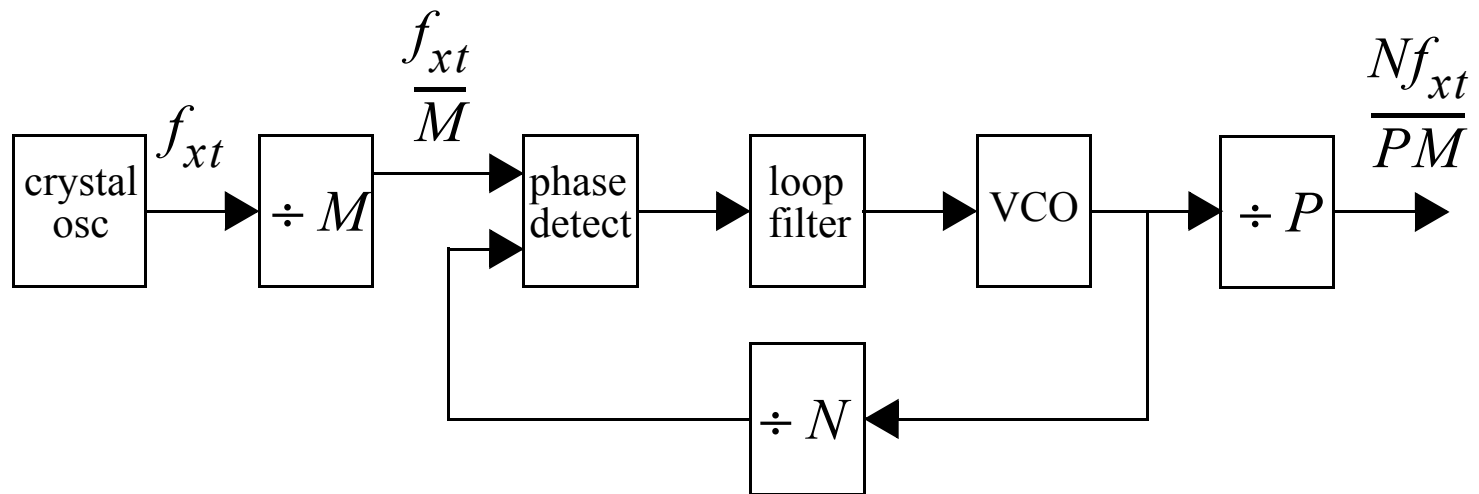 crystal
osc
f_xt
÷ M
f_xt
M
phase
detect
loop
filter
VCO
÷ P
Nf_xt
PM
÷ N